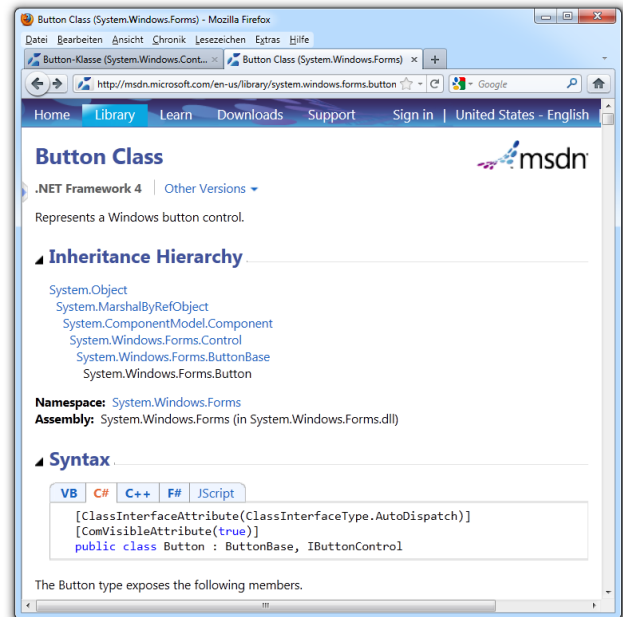 Button Class (System.Windows.Forms) - Mozilla Firefox
Datei Bearbeiten Ansicht Chronik Lesezeichen Extras Hilfe
Button-Klasse (System.Windows.Cont... × Button Class (System.Windows.Forms) × +
http://msdn.microsoft.com/en-us/library/system.windows.forms.button Google
Home Library Learn Downloads Support Sign in | United States - English
Button Class
msdn
.NET Framework 4 | Other Versions
Represents a Windows button control.
Inheritance Hierarchy
System.Object
System.MarshalByRefObject
System.ComponentModel.Component
System.Windows.Forms.Control
System.Windows.Forms.ButtonBase
System.Windows.Forms.Button
Namespace: System.Windows.Forms
Assembly: System.Windows.Forms (in System.Windows.Forms.dll)
Syntax
VB C# C++ F# JScript
[ClassInterfaceAttribute(ClassInterfaceType.AutoDispatch)]
[ComVisibleAttribute(true)]
public class Button : ButtonBase, IButtonControl
The Button type exposes the following members.